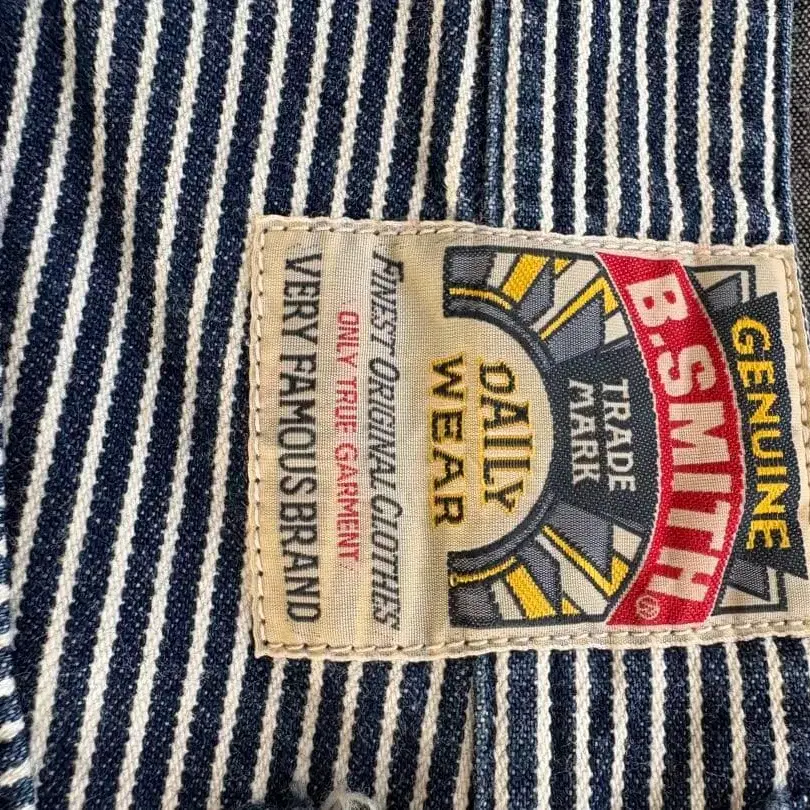 GENUINE
B.SMITH®
TRADE
MARK
DAILY
WEAR
FINEST ORIGINAL CLOTHES
ONLY TRUE GARMENT.
VERY FAMOUS BRAND